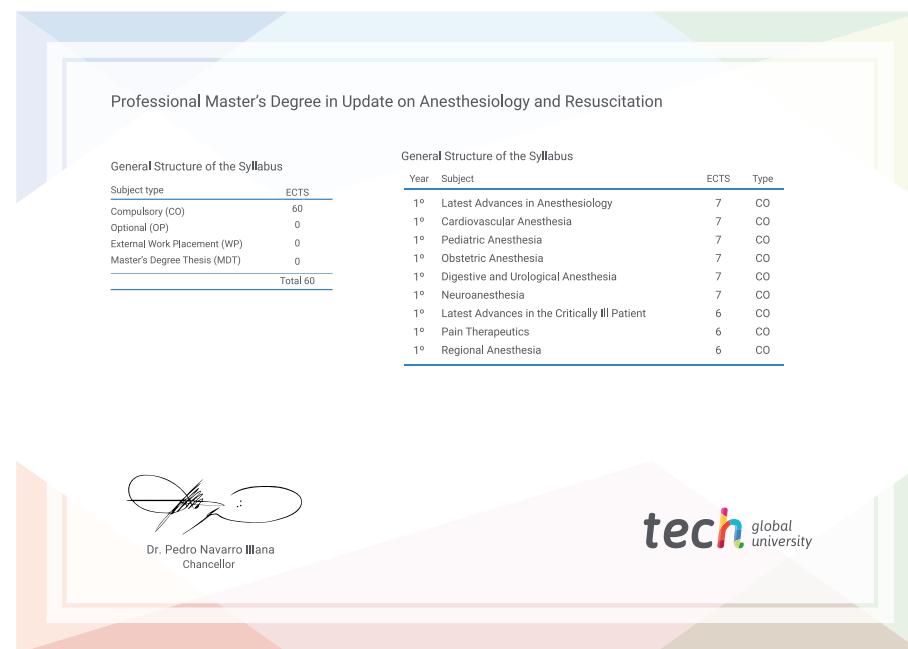 Professional Master's Degree in Update on Anesthesiology and Resuscitation
General Structure of the Syllabus
Subject type ECTS
Compulsory (CO) 60
Optional (OP) 0
External Work Placement (WP) 0
Master's Degree Thesis (MDT) 0
Total 60
General Structure of the Syllabus
Year Subject ECTS Type
1º Latest Advances in Anesthesiology 7 CO
1º Cardiovascular Anesthesia 7 CO
1º Pediatric Anesthesia 7 CO
1º Obstetric Anesthesia 7 CO
1º Digestive and Urological Anesthesia 7 CO
1º Neuroanesthesia 7 CO
1º Latest Advances in the Critically Ill Patient 6 CO
1º Pain Therapeutics 6 CO
1º Regional Anesthesia 6 CO
Dr. Pedro Navarro Illana
Chancellor
tech global
university